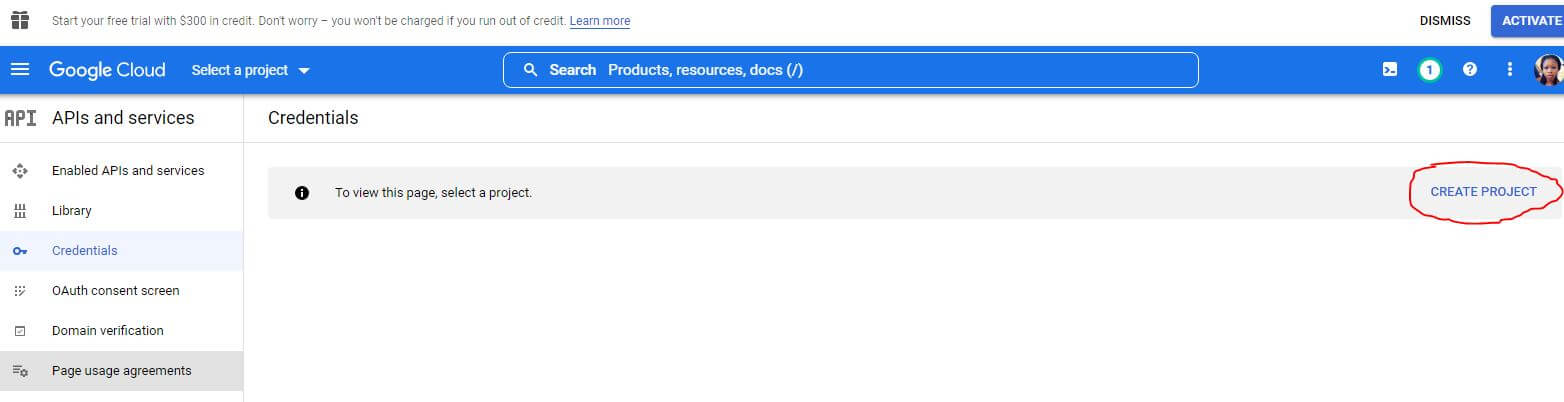 Start your free trial with $300 in credit. Don't worry – you won't be charged if you run out of credit. Learn more
DISMISS
ACTIVATE
Google Cloud
Select a project
Search Products, resources, docs (/)
1
?
API
APIs and services
Credentials
Enabled APIs and services
Library
Credentials
OAuth consent screen
Domain verification
Page usage agreements
To view this page, select a project.
CREATE PROJECT